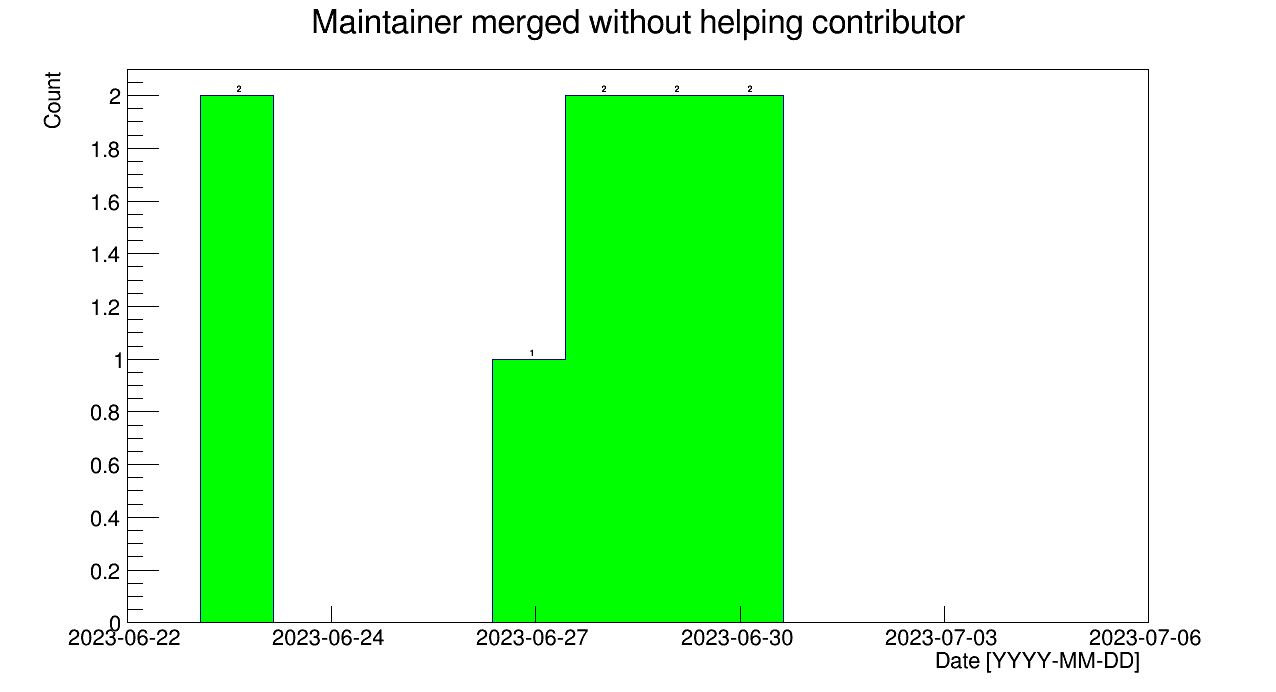 Maintainer merged without helping contributor
Count
2
1.8
1.6
1.4
1.2
1
0.8
0.6
0.4
0.2
0
2 1 2 2 2
2023-06-22 2023-06-24 2023-06-27 2023-06-30 2023-07-03 2023-07-06
Date [YYYY-MM-DD]